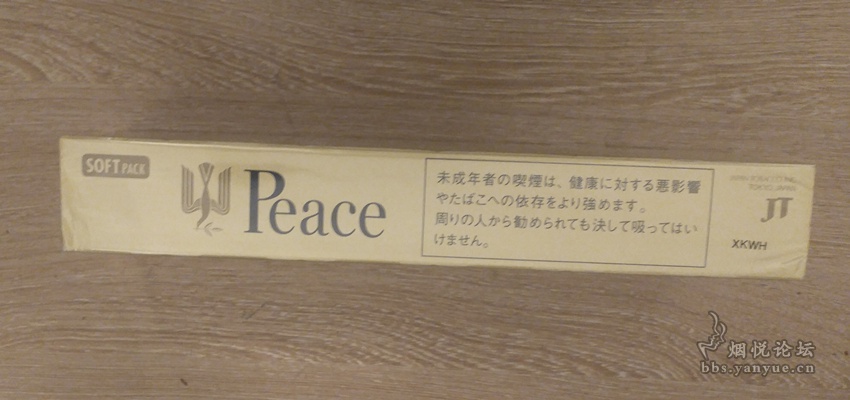 SOFT PACK
Peace
未成年者の喫煙は、健康に対する悪影響
やたばこへの依存をより強めます。
周りの人から勧められても決して吸ってはい
けません。
TOKYO, JAPAN
JT
XKWH
烟悦论坛
bbs.yanyue.cn